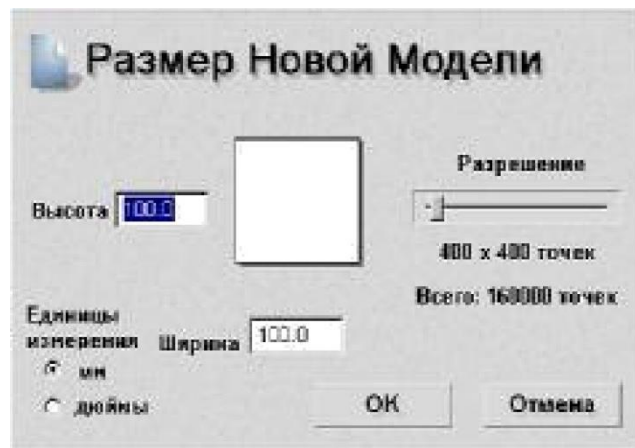 Размер Новой Модели
Разрешение
Высота 100.0
400 x 400 точек
Всего: 160000 точек
Единицы
измерения
Ширина 100.0
мм
дюймы
ОК
Отмена